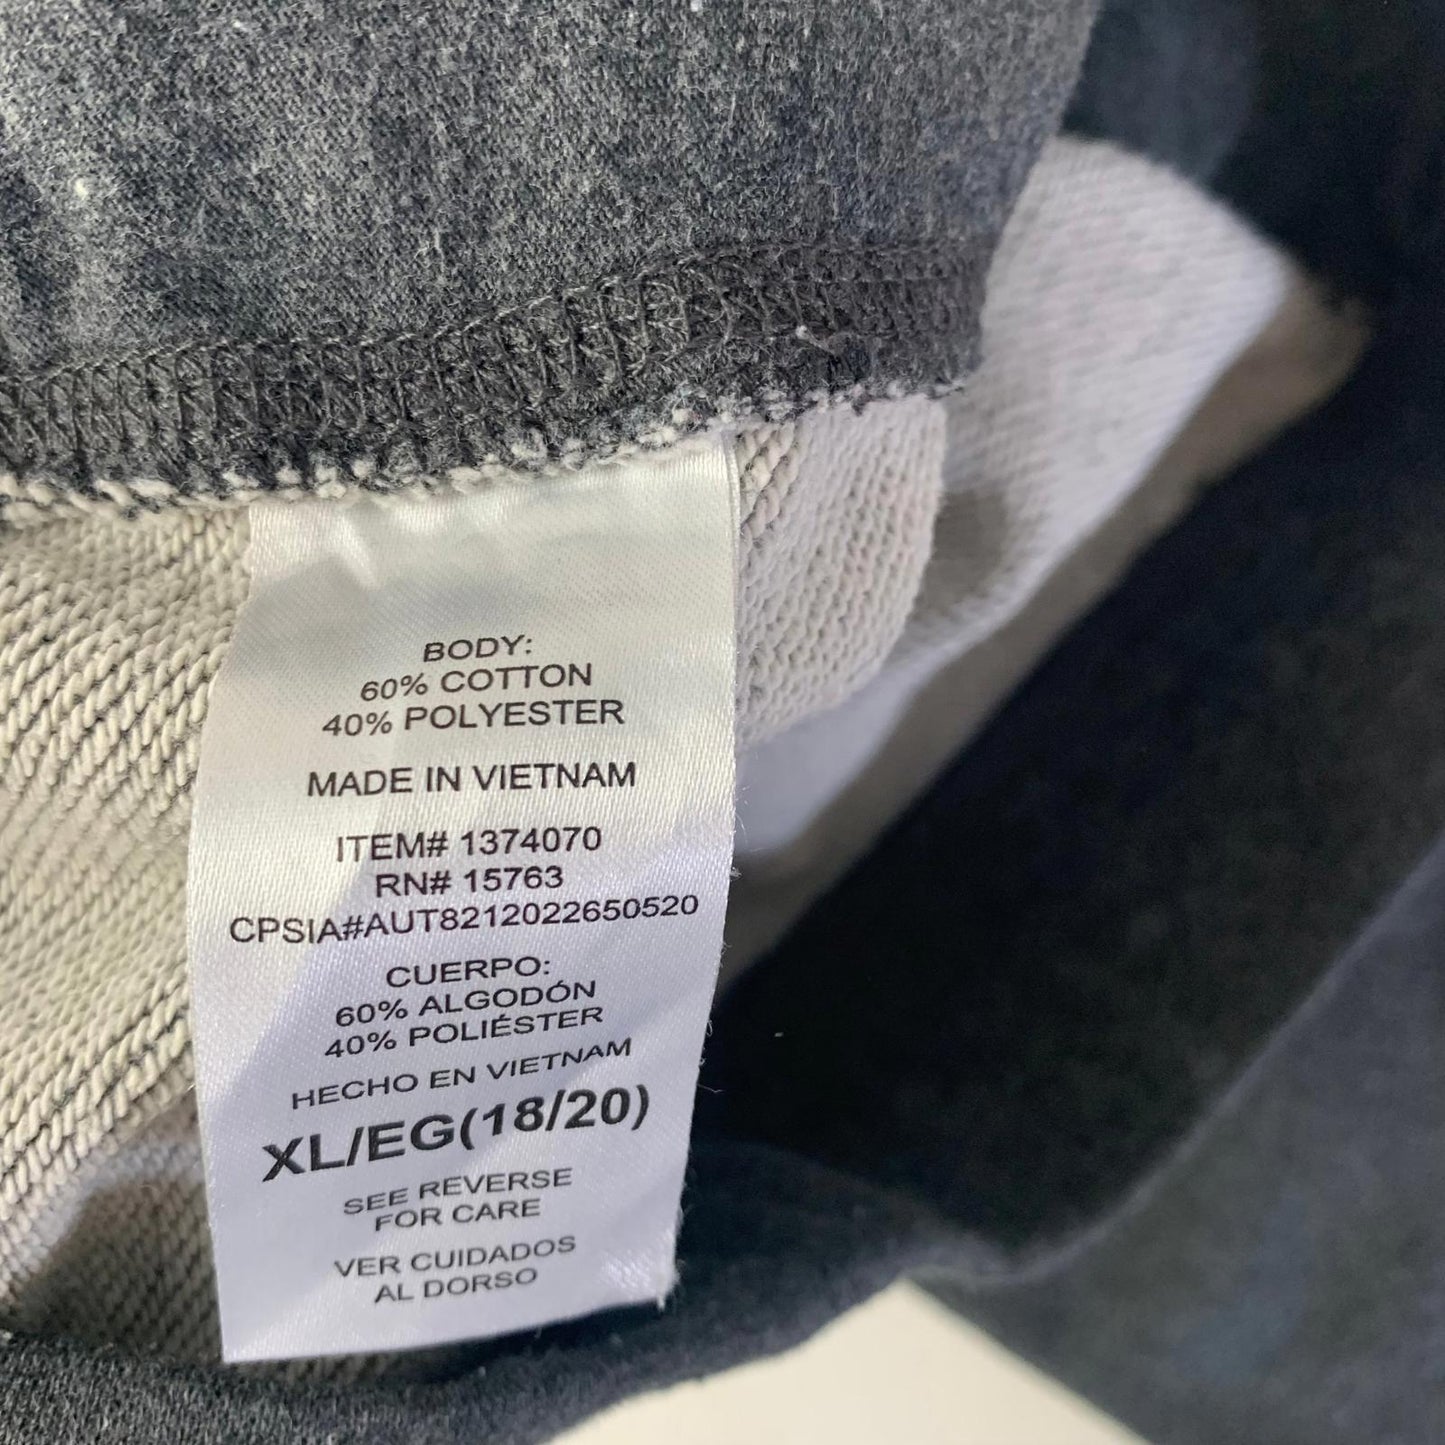 BODY:
60% COTTON
40% POLYESTER
MADE IN VIETNAM
ITEM# 1374070
RN# 15763
CPSIA#AUT8212022650520
CUERPO:
60% ALGODÓN
40% POLIÉSTER
HECHO EN VIETNAM
XL/EG(18/20)
SEE REVERSE
FOR CARE
VER CUIDADOS
AL DORSO